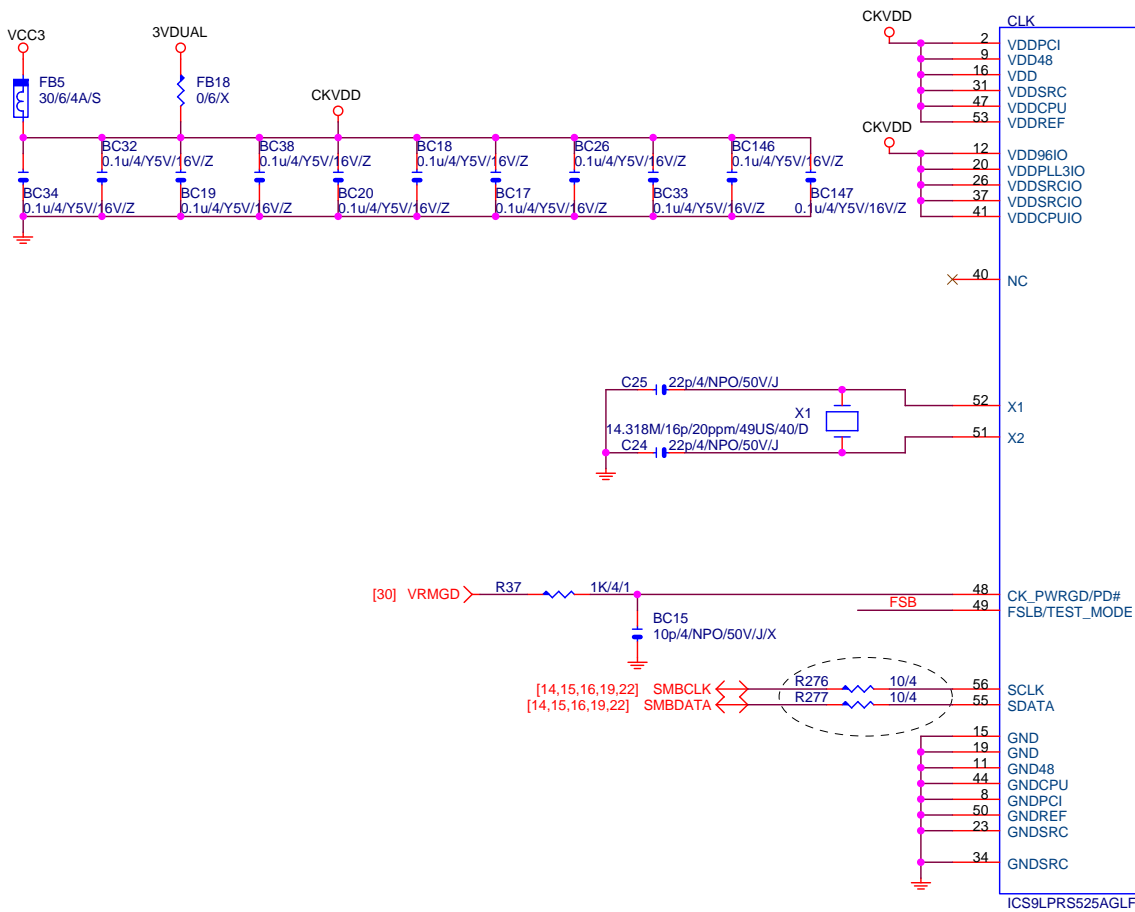 VCC3
3VDUAL
CKVDD
CLK
FB5
30/6/4A/S
FB18
0/6/X
CKVDD
2 VDDPCI
9 VDD48
16 VDD
31 VDDSRC
47 VDDCPU
53 VDDREF
CKVDD
12 VDD96IO
20 VDDPLL3IO
26 VDDSRCIO
37 VDDSRCIO
41 VDDCPUIO
BC32
0.1u/4/Y5V/16V/Z
BC38
0.1u/4/Y5V/16V/Z
BC18
0.1u/4/Y5V/16V/Z
BC26
0.1u/4/Y5V/16V/Z
BC146
0.1u/4/Y5V/16V/Z
BC34
0.1u/4/Y5V/16V/Z
BC19
0.1u/4/Y5V/16V/Z
BC20
0.1u/4/Y5V/16V/Z
BC17
0.1u/4/Y5V/16V/Z
BC33
0.1u/4/Y5V/16V/Z
BC147
0.1u/4/Y5V/16V/Z
40 NC
C25 22p/4/NPO/50V/J
X1
14.318M/16p/20ppm/49US/40/D
C24 22p/4/NPO/50V/J
52 X1
51 X2
[30] VRMGD R37 1K/4/1
48 CK_PWRGD/PD#
FSB 49 FSLB/TEST_MODE
BC15
10p/4/NPO/50V/J/X
[14,15,16,19,22] SMBCLK R276 10/4 56 SCLK
[14,15,16,19,22] SMBDATA R277 10/4 55 SDATA
15 GND
19 GND
11 GND48
44 GNDCPU
8 GNDPCI
50 GNDREF
23 GNDSRC
34 GNDSRC
ICS9LPRS525AGLF